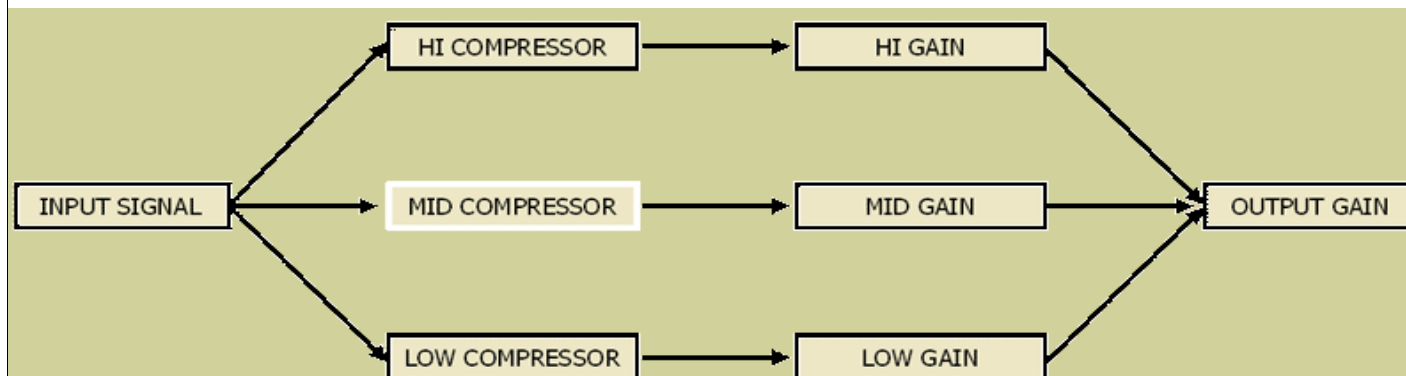 HI COMPRESSOR
HI GAIN
INPUT SIGNAL
MID COMPRESSOR
MID GAIN
OUTPUT GAIN
LOW COMPRESSOR
LOW GAIN